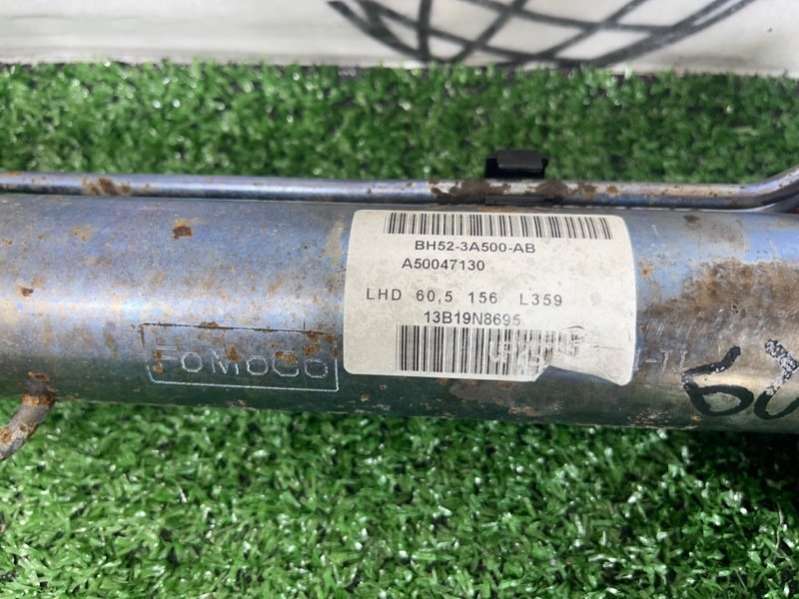 BH52-3A500-AB
A50047130
LHD 60,5 156 L359
13B19N8695
FoMoCo